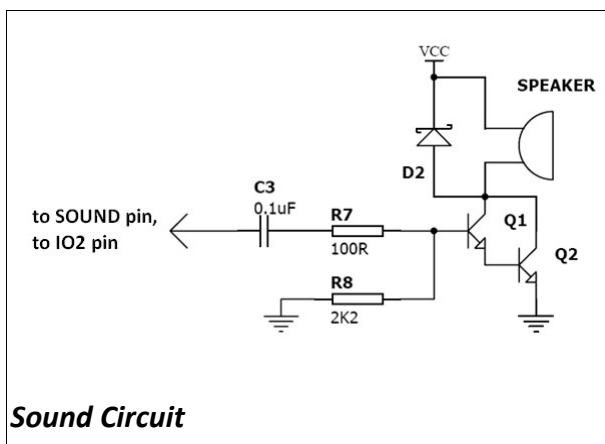 VCC
SPEAKER
D2
C3
0.1uF
to SOUND pin,
to IO2 pin
R7
100R
Q1
Q2
R8
2K2
Sound Circuit